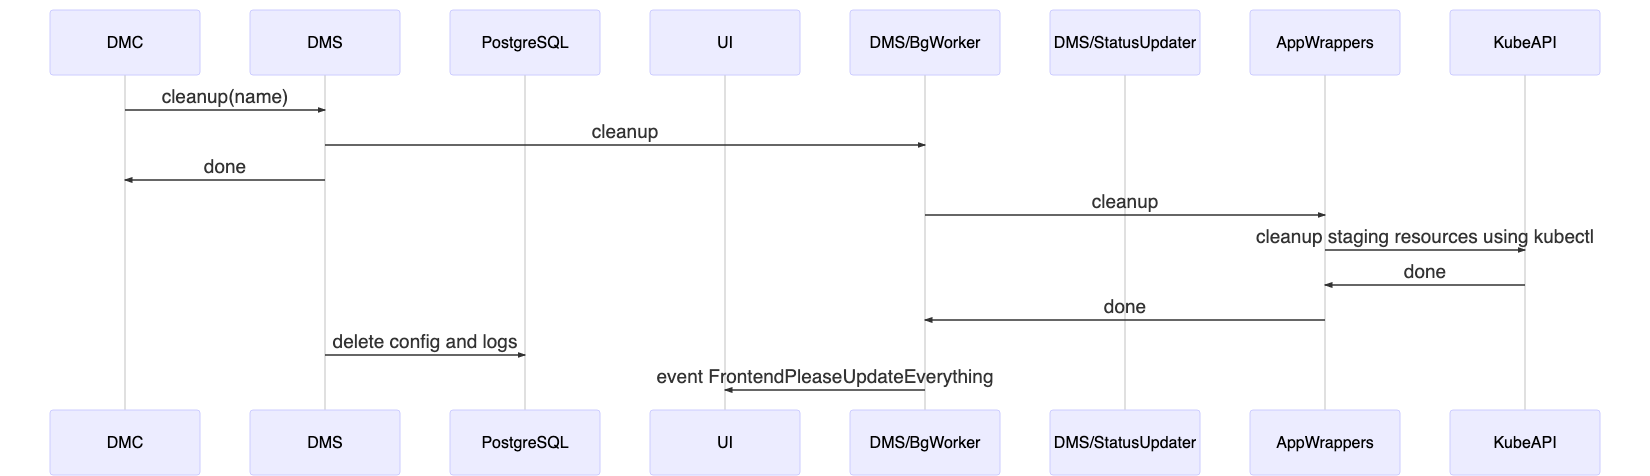 DMC
DMS
PostgreSQL
UI
DMS/BgWorker
DMS/StatusUpdater
AppWrappers
KubeAPI
cleanup(name)
cleanup
done
cleanup
cleanup staging resources using kubectl
done
done
delete config and logs
event FrontendPleaseUpdateEverything
DMC
DMS
PostgreSQL
UI
DMS/BgWorker
DMS/StatusUpdater
AppWrappers
KubeAPI